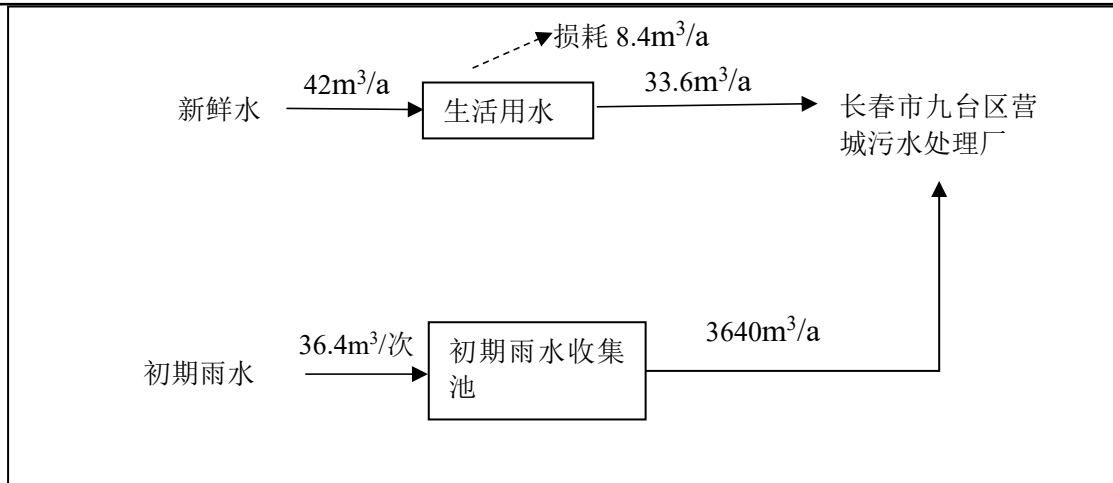 损耗 8.4m³/a
42m³/a
33.6m³/a
新鲜水
生活用水
长春市九台区营
城污水处理厂
36.4m³/次
3640m³/a
初期雨水
初期雨水收集
池